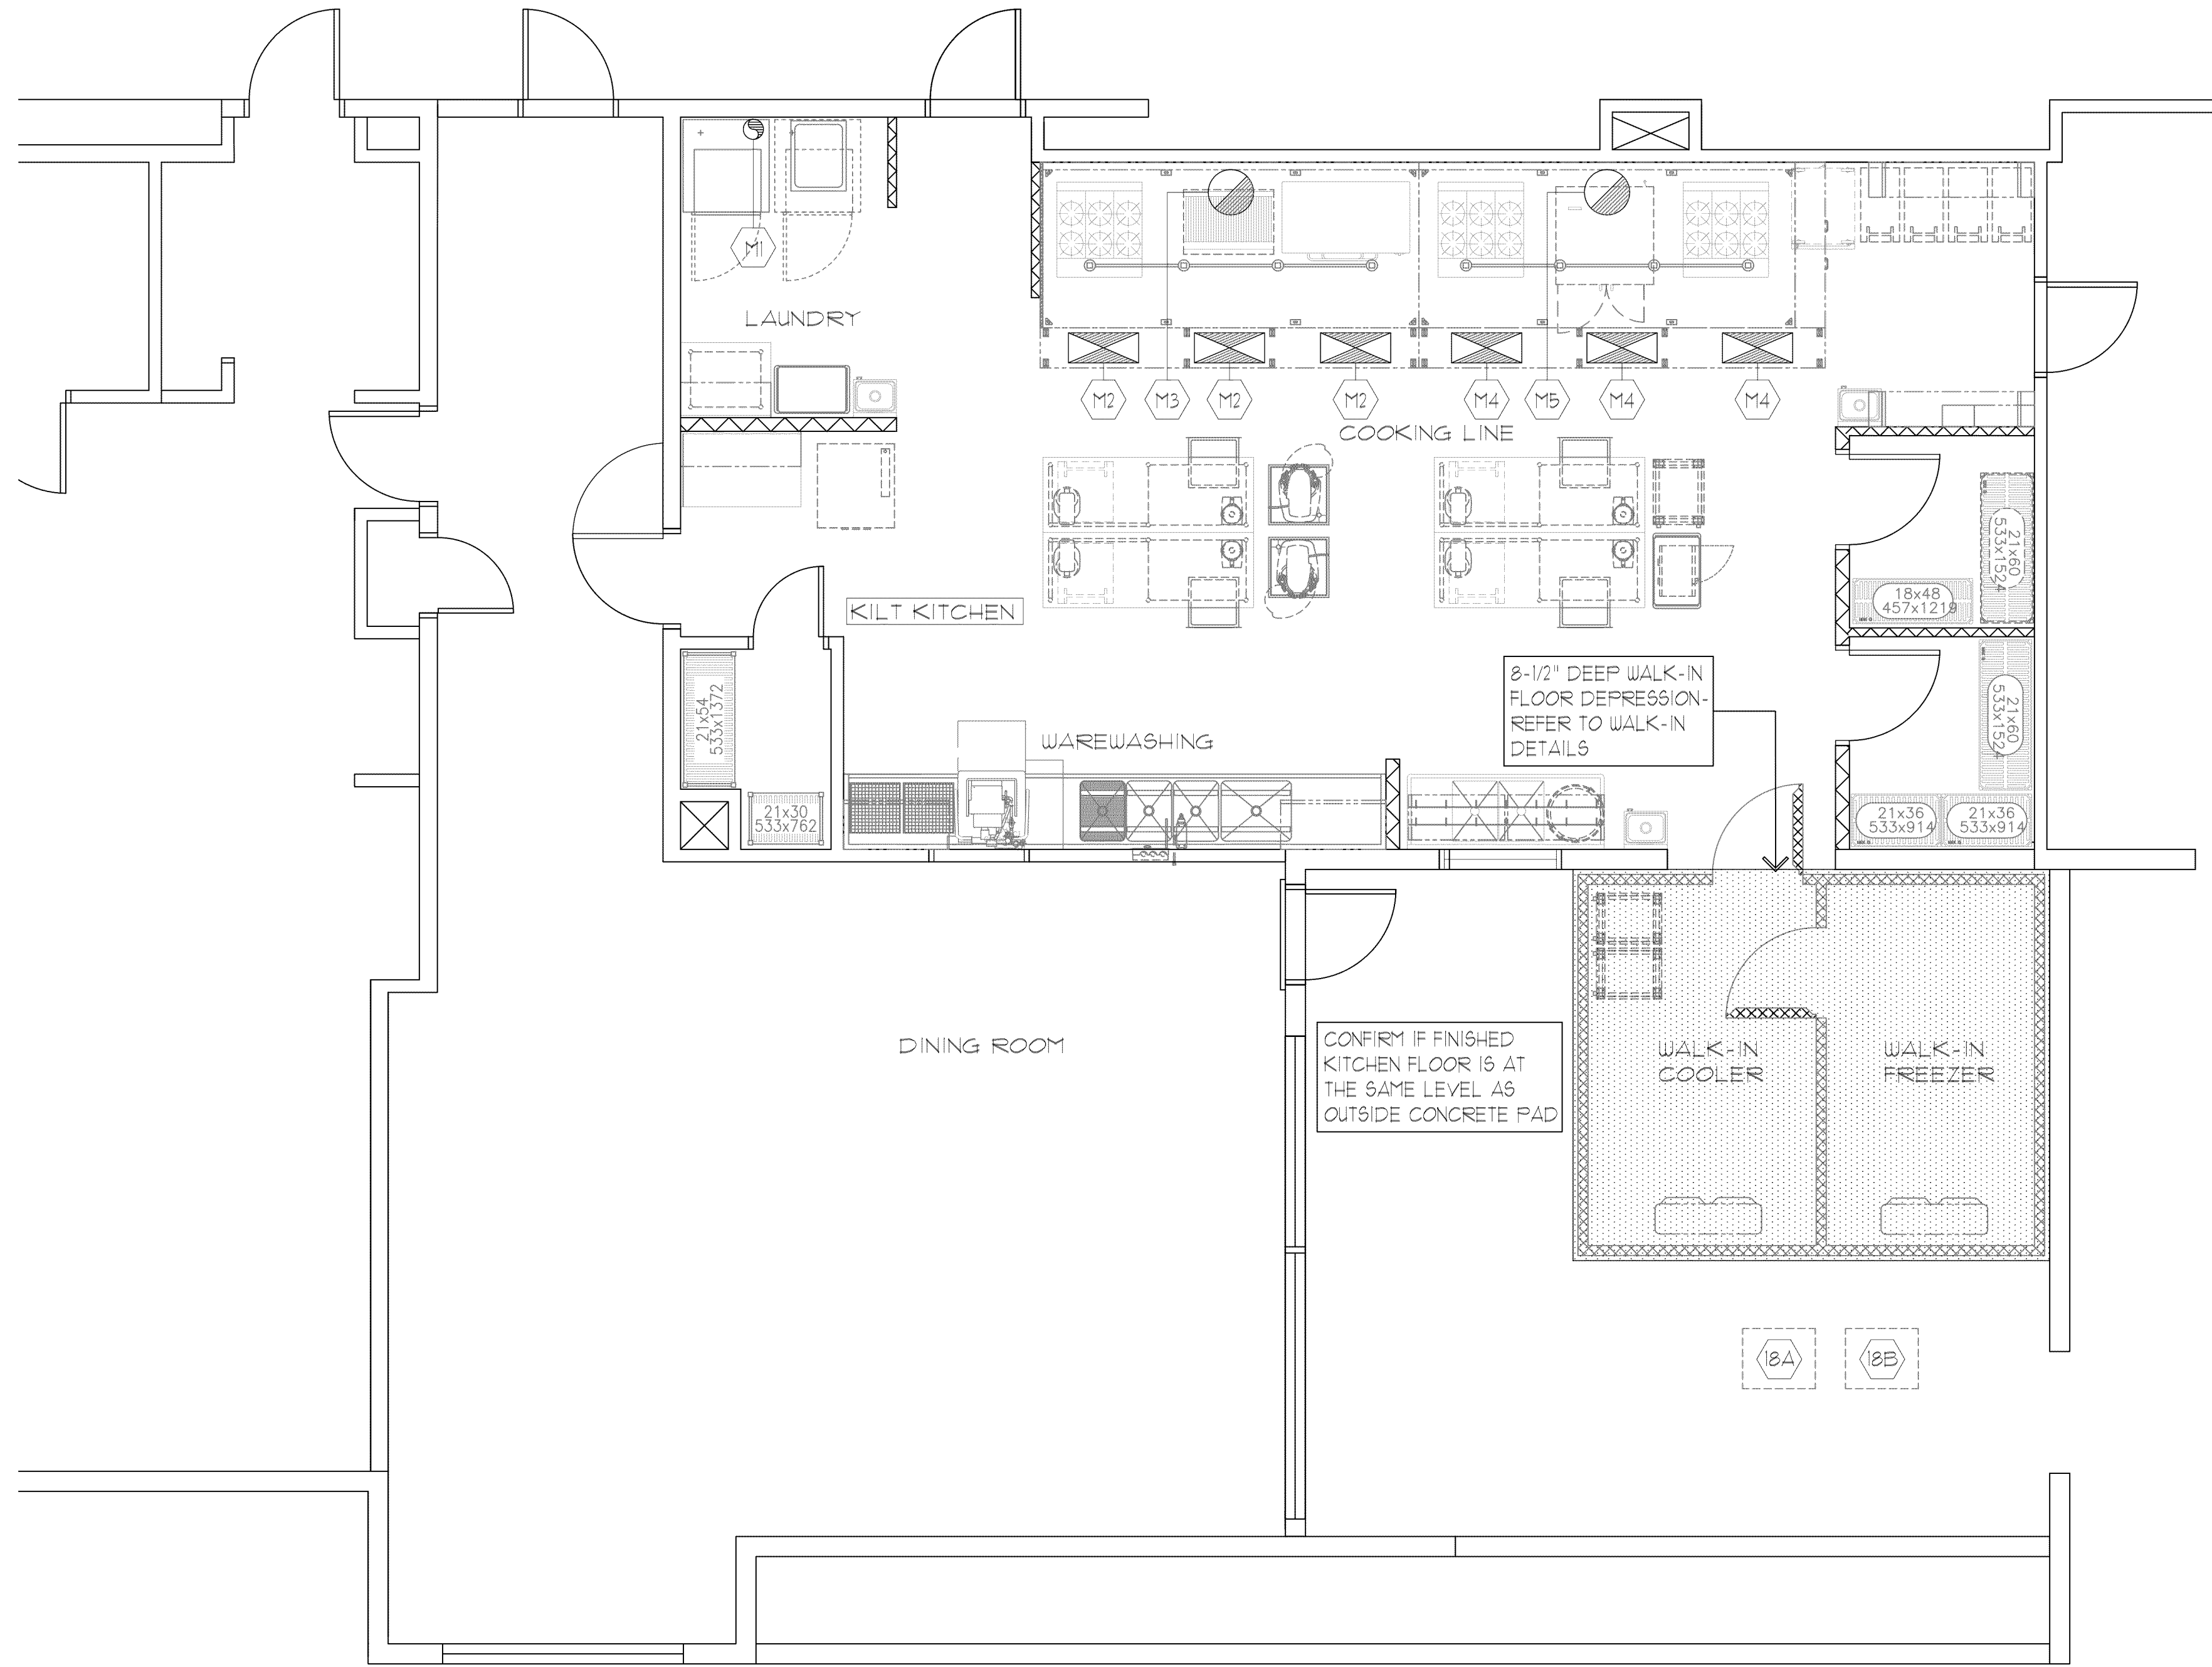 M1
LAUNDRY
M2
M3
M2
M2
M4
M5
M4
M4
COOKING LINE
KILT KITCHEN
21x60
533x1524
18x48
457x1219
21x60
533x1524
21x36
533x914
21x36
533x914
21x54
533x1372
21x30
533x762
WAREWASHING
8-1/2" DEEP WALK-IN
FLOOR DEPRESSION-
REFER TO WALK-IN
DETAILS
DINING ROOM
CONFIRM IF FINISHED
KITCHEN FLOOR IS AT
THE SAME LEVEL AS
OUTSIDE CONCRETE PAD
WALK-IN
COOLER
WALK-IN
FREEZER
18A
18B